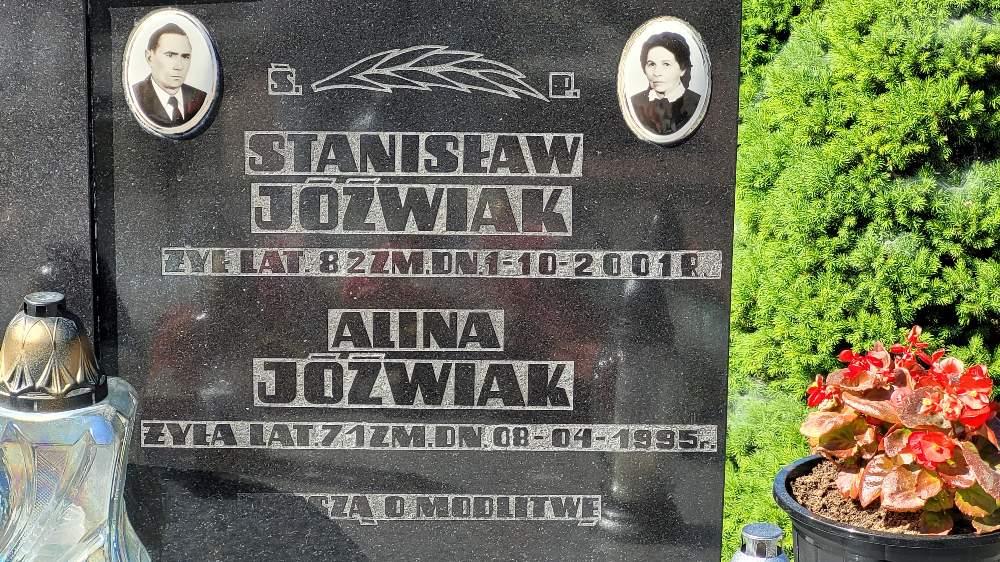 Ś. P.
STANISŁAW
JÓŹWIAK
ŻYŁ LAT. 82 ZM. DN. 1-10-2001 R.
ALINA
JÓŹWIAK
ŻYŁA LAT. 71 ZM. DN. 08-04-1995 r.
O MODLITWĘ